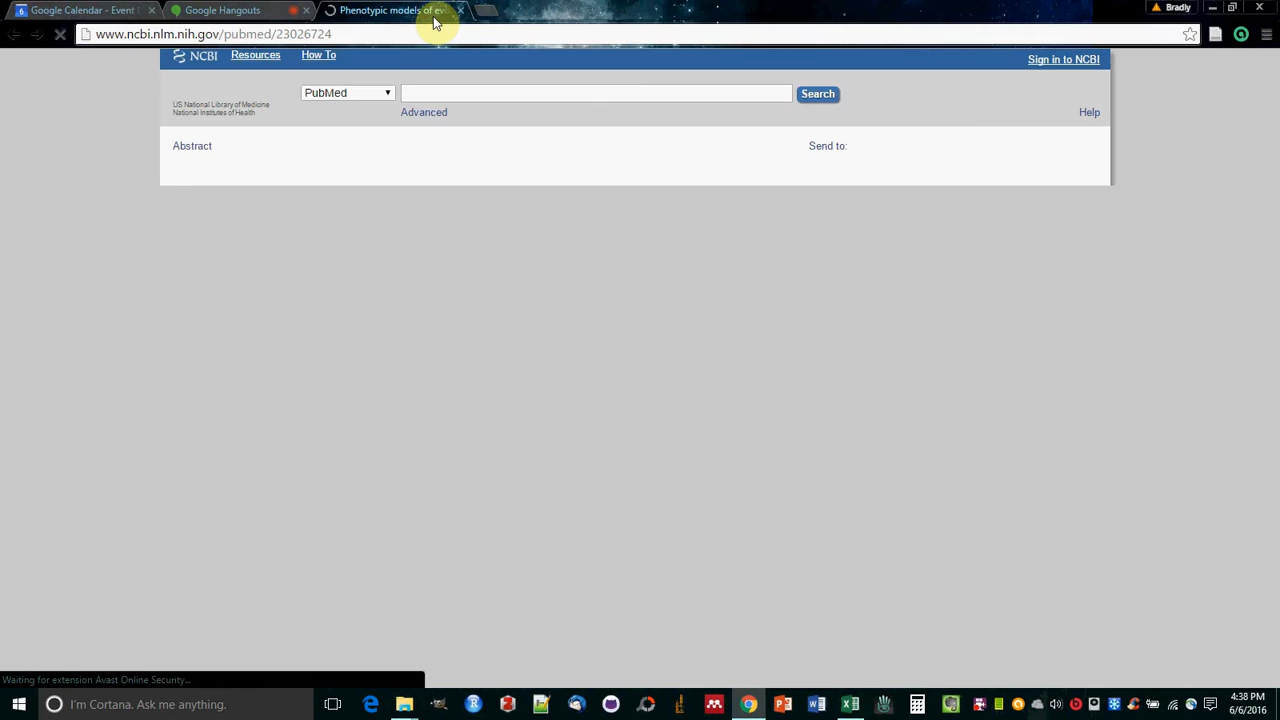 Google Calendar - Event
Google Hangouts
Phenotypic models of ev
Bradly
www.ncbi.nlm.nih.gov/pubmed/23026724
NCBI
Resources
How To
Sign in to NCBI
US National Library of Medicine
National Institutes of Health
PubMed
Search
Advanced
Help
Abstract
Send to:
Waiting for extension Avast Online Security...
I'm Cortana. Ask me anything.
4:38 PM
6/6/2016